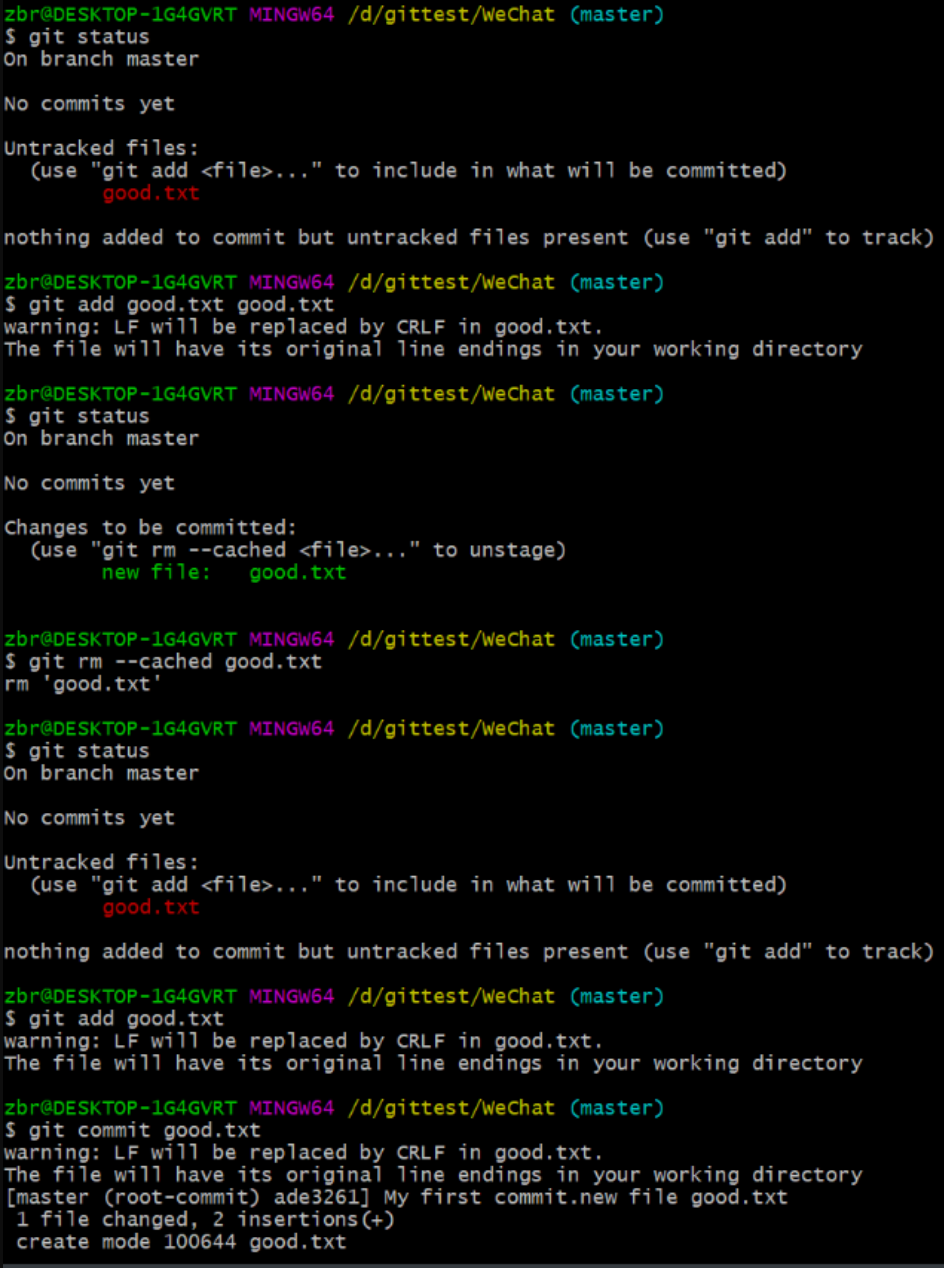 zbr@DESKTOP-1G4GVRT MINGW64 /d/gittest/WeChat (master)
$ git status
On branch master
No commits yet
Untracked files:
(use "git add <file>..." to include in what will be committed)
good.txt
nothing added to commit but untracked files present (use "git add" to track)
zbr@DESKTOP-1G4GVRT MINGW64 /d/gittest/WeChat (master)
$ git add good.txt good.txt
warning: LF will be replaced by CRLF in good.txt.
The file will have its original line endings in your working directory
zbr@DESKTOP-1G4GVRT MINGW64 /d/gittest/WeChat (master)
$ git status
On branch master
No commits yet
Changes to be committed:
(use "git rm --cached <file>..." to unstage)
new file:   good.txt
zbr@DESKTOP-1G4GVRT MINGW64 /d/gittest/WeChat (master)
$ git rm --cached good.txt
rm 'good.txt'
zbr@DESKTOP-1G4GVRT MINGW64 /d/gittest/WeChat (master)
$ git status
On branch master
No commits yet
Untracked files:
(use "git add <file>..." to include in what will be committed)
good.txt
nothing added to commit but untracked files present (use "git add" to track)
zbr@DESKTOP-1G4GVRT MINGW64 /d/gittest/WeChat (master)
$ git add good.txt
warning: LF will be replaced by CRLF in good.txt.
The file will have its original line endings in your working directory
zbr@DESKTOP-1G4GVRT MINGW64 /d/gittest/WeChat (master)
$ git commit good.txt
warning: LF will be replaced by CRLF in good.txt.
The file will have its original line endings in your working directory
[master (root-commit) ade3261] My first commit.new file good.txt
1 file changed, 2 insertions(+)
create mode 100644 good.txt